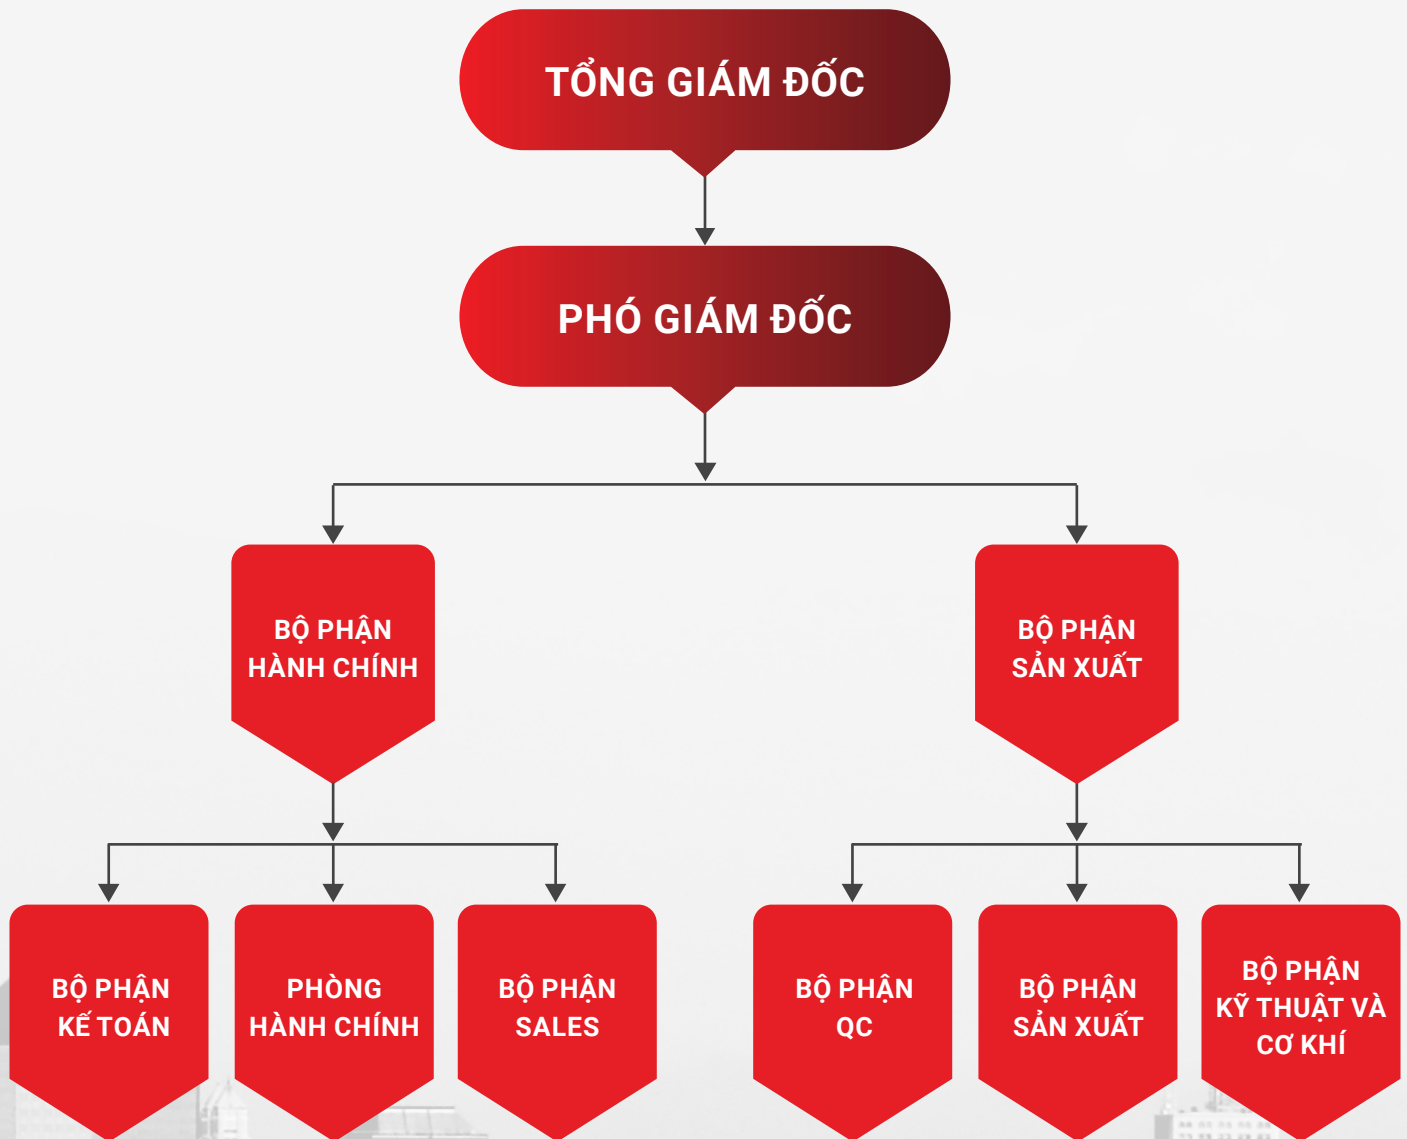 TỔNG GIÁM ĐỐC
PHÓ GIÁM ĐỐC
BỘ PHẬN
HÀNH CHÍNH
BỘ PHẬN
SẢN XUẤT
BỘ PHẬN
KẾ TOÁN
PHÒNG
HÀNH CHÍNH
BỘ PHẬN
SALES
BỘ PHẬN
QC
BỘ PHẬN
SẢN XUẤT
BỘ PHẬN
KỸ THUẬT VÀ
CƠ KHÍ